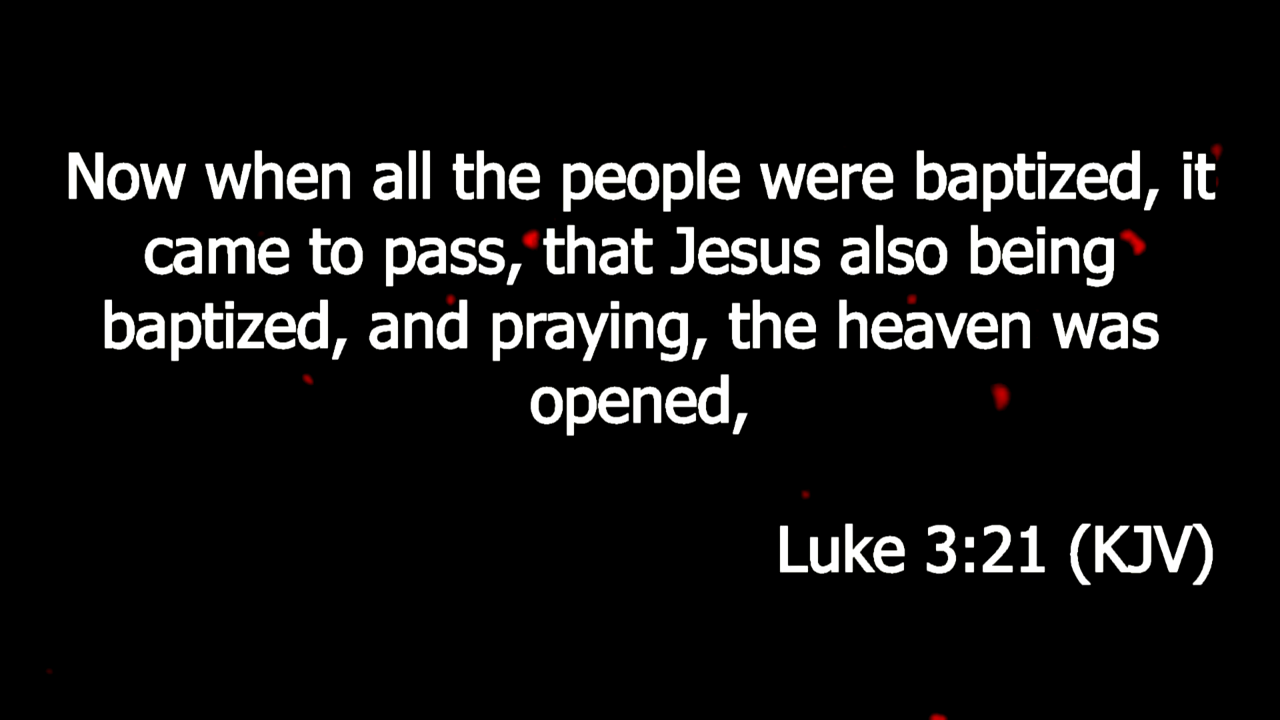 Now when all the people were baptized, it
came to pass, that Jesus also being
baptized, and praying, the heaven was
opened,
Luke 3:21 (KJV)